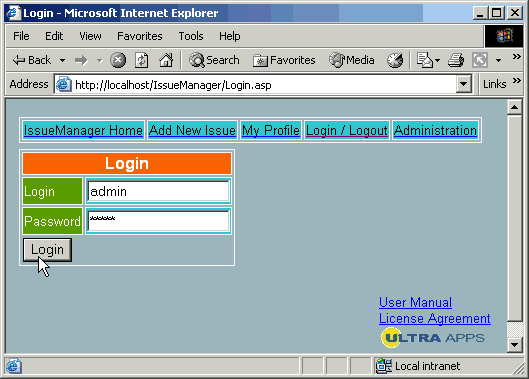 Login - Microsoft Internet Explorer
File Edit View Favorites Tools Help
Back Search Favorites Media
Address http://localhost/IssueManager/Login.asp Links
IssueManager Home Add New Issue My Profile Login / Logout Administration
Login
Login admin
Password *****
Login
User Manual
License Agreement
ULTRA APPS
Local intranet